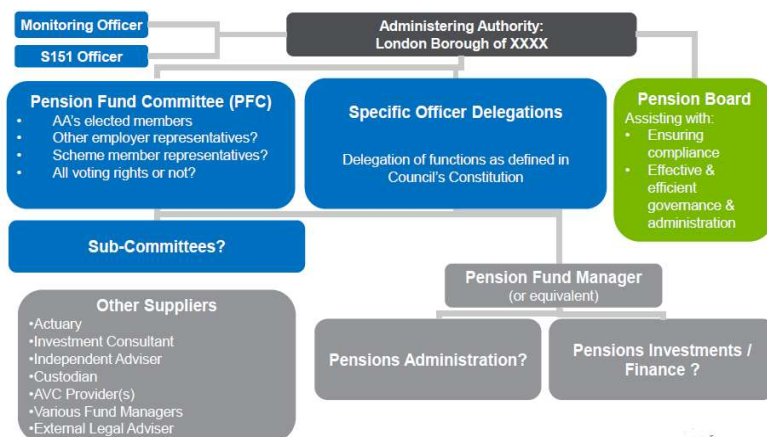 Monitoring Officer
S151 Officer
Administering Authority:
London Borough of XXXX
Pension Fund Committee (PFC)
• AA's elected members
• Other employer representatives?
• Scheme member representatives?
• All voting rights or not?
Specific Officer Delegations
Delegation of functions as defined in
Council's Constitution
Pension Board
Assisting with:
• Ensuring
compliance
• Effective &
efficient
governance &
administration
Sub-Committees?
Pension Fund Manager
(or equivalent)
Other Suppliers
•Actuary
•Investment Consultant
•Independent Adviser
•Custodian
•AVC Provider(s)
•Various Fund Managers
•External Legal Adviser
Pensions Administration?
Pensions Investments /
Finance ?